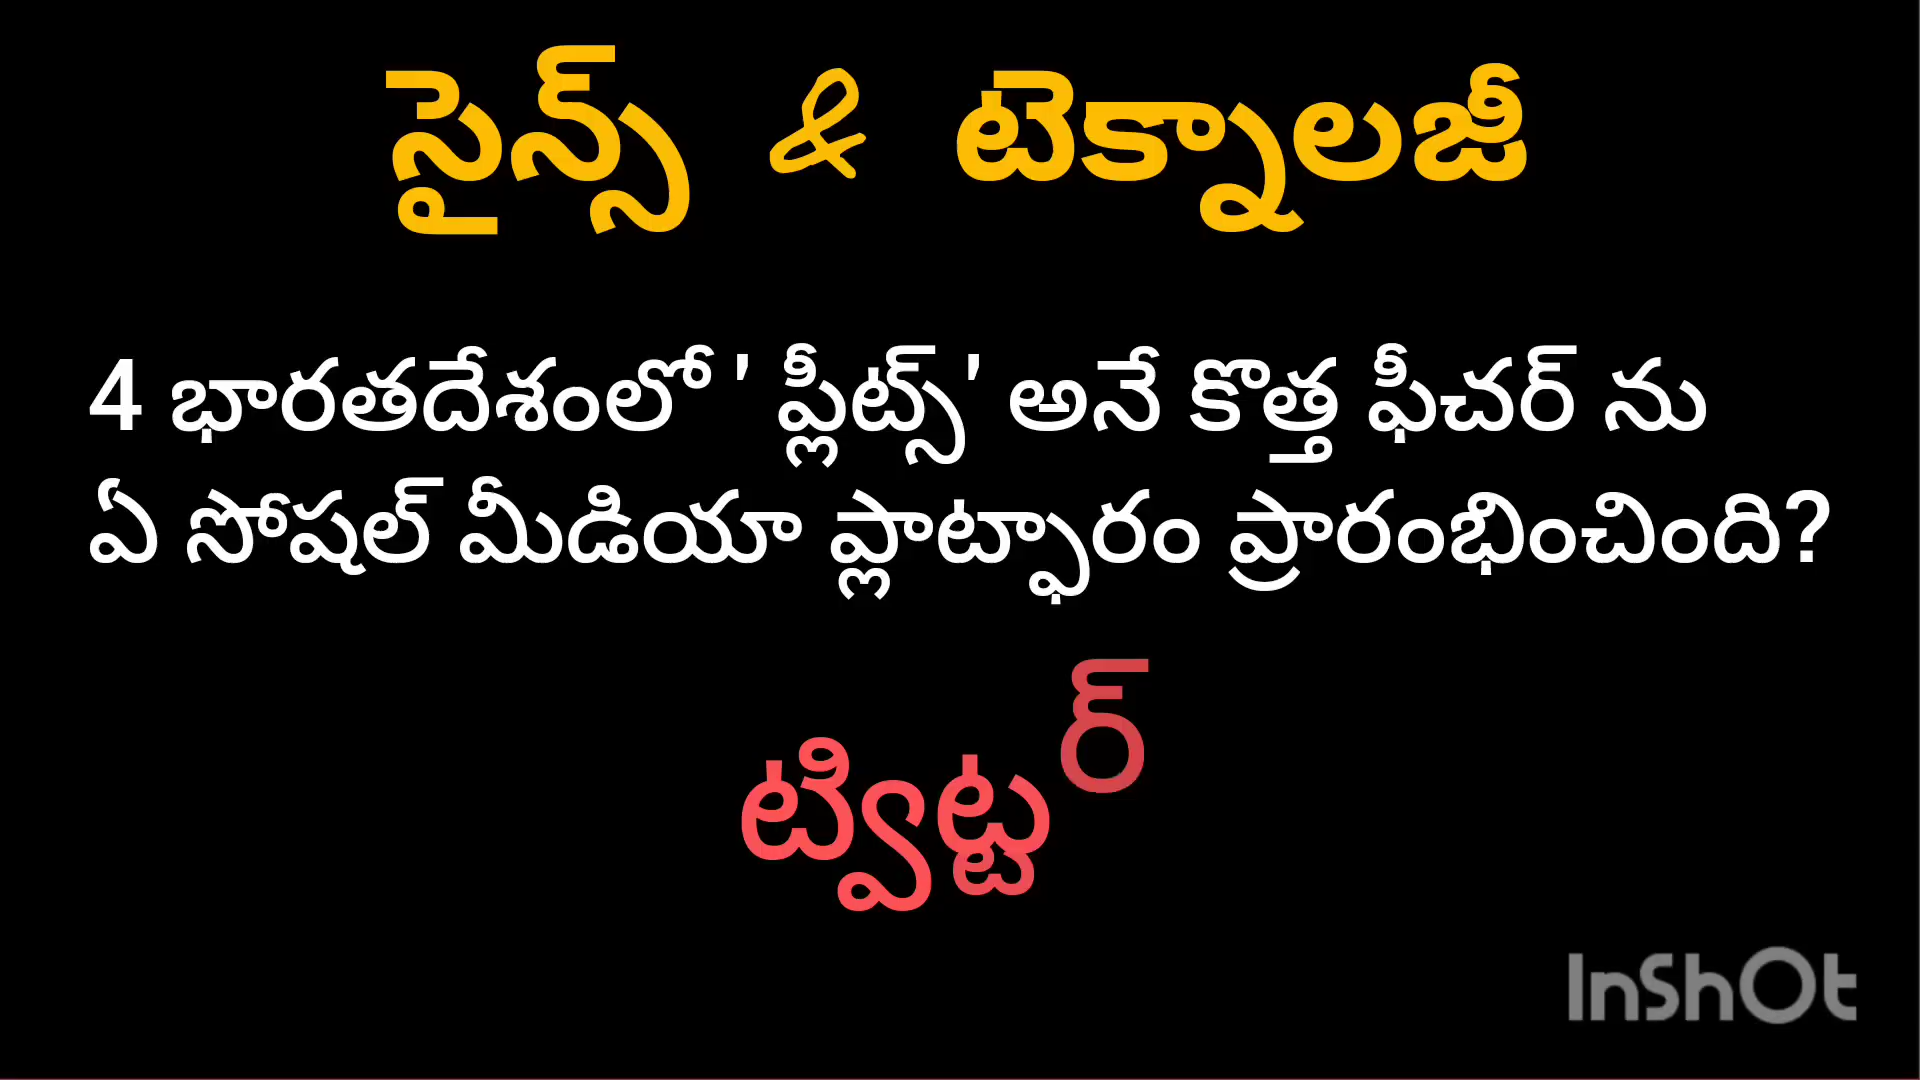 సైన్స్ & టెక్నాలజీ
4 భారతదేశంలో ' ప్లీట్స్' అనే కొత్త ఫీచర్ ను
ఏ సోషల్ మీడియా ప్లాట్ఫారం ప్రారంభించింది?
ట్విట్టర్
InShOt